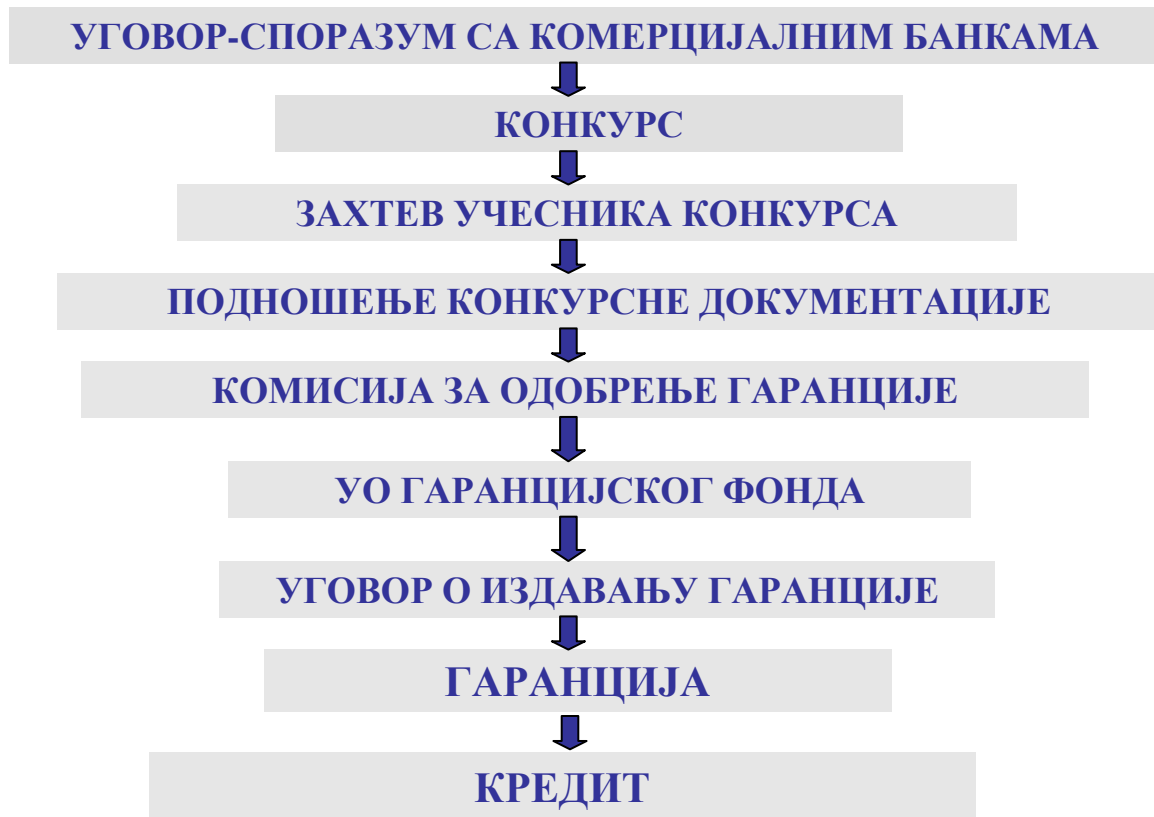 УГОВОР-СПОРАЗУМ СА КОМЕРЦИЈАЛНИМ БАНКАМА
КОНКУРС
ЗАХТЕВ УЧЕСНИКА КОНКУРСА
ПОДНОШЕЊЕ КОНКУРСНЕ ДОКУМЕНТАЦИЈЕ
КОМИСИЈА ЗА ОДОБРЕЊЕ ГАРАНЦИЈЕ
УО ГАРАНЦИЈСКОГ ФОНДА
УГОВОР О ИЗДАВАЊУ ГАРАНЦИЈЕ
ГАРАНЦИЈА
КРЕДИТ